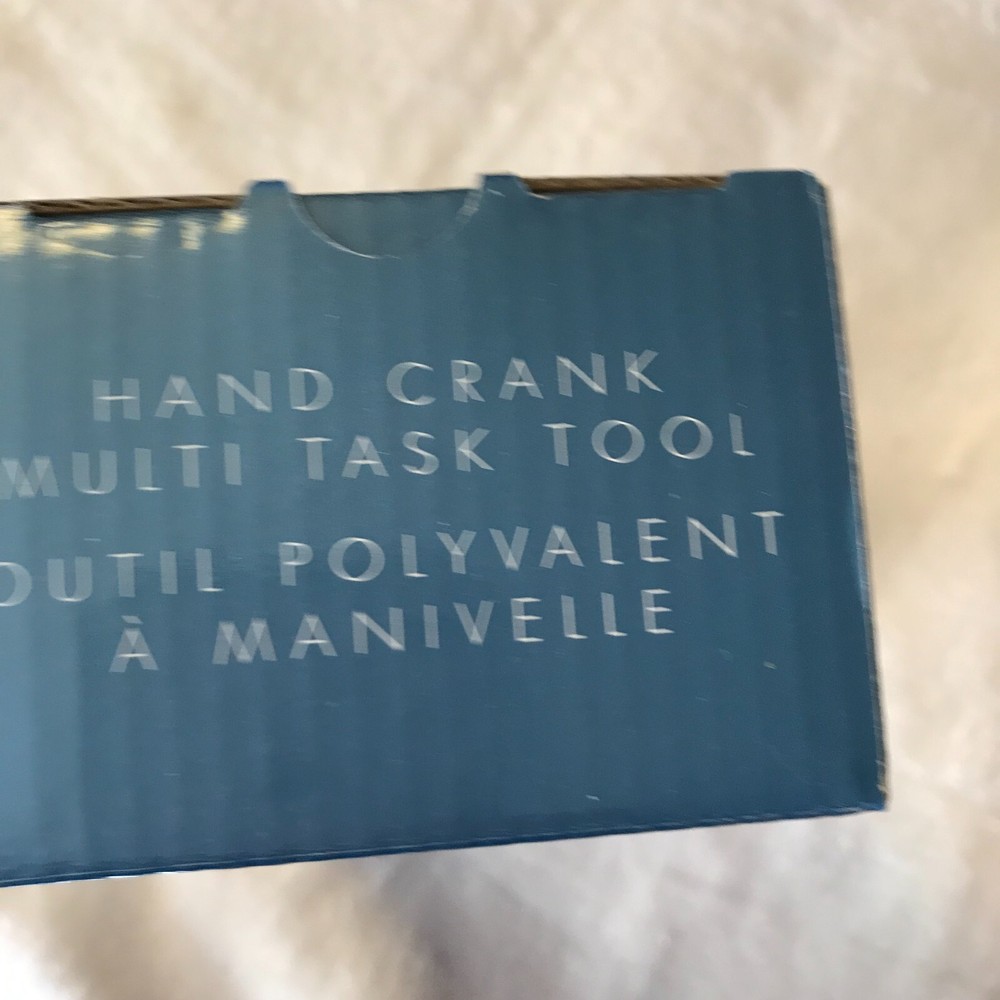 HAND CRANK
MULTI TASK TOOL
OUTIL POLYVALENT
À MANIVELLE